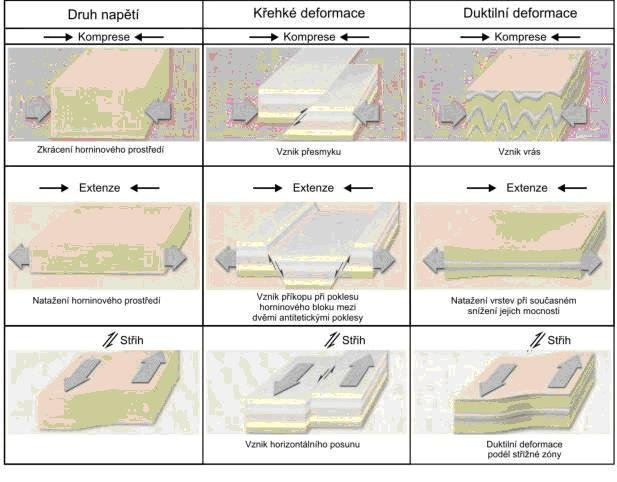 Druh napětí
Křehké deformace
Duktilní deformace
Komprese
Komprese
Komprese
Zkrácení horninového prostředí
Vznik přesmyku
Vznik vrás
Extenze
Extenze
Extenze
Natažení horninového prostředí
Vznik příkopu při poklesu
horninového bloku mezi
dvěmi antitetickými poklesy
Natažení vrstev při současném
snížení jejich mocnosti
Střih
Střih
Střih
Vznik horizontálního posunu
Duktilní deformace
podél střižné zóny